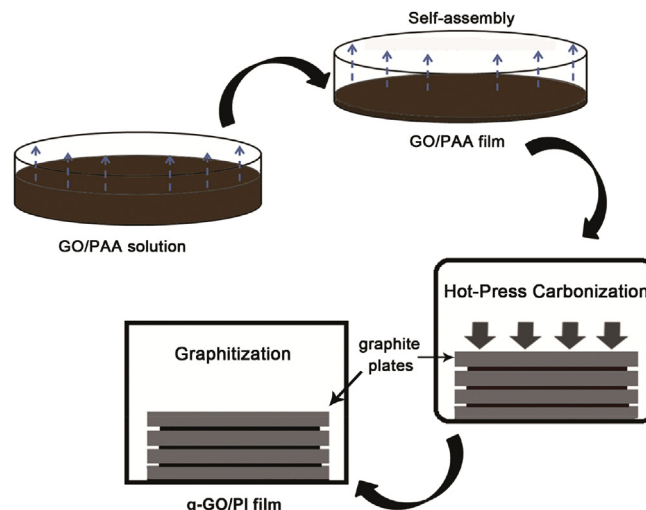 Self-assembly
GO/PAA film
GO/PAA solution
Hot-Press Carbonization
graphite
plates
Graphitization
g-GO/PI film